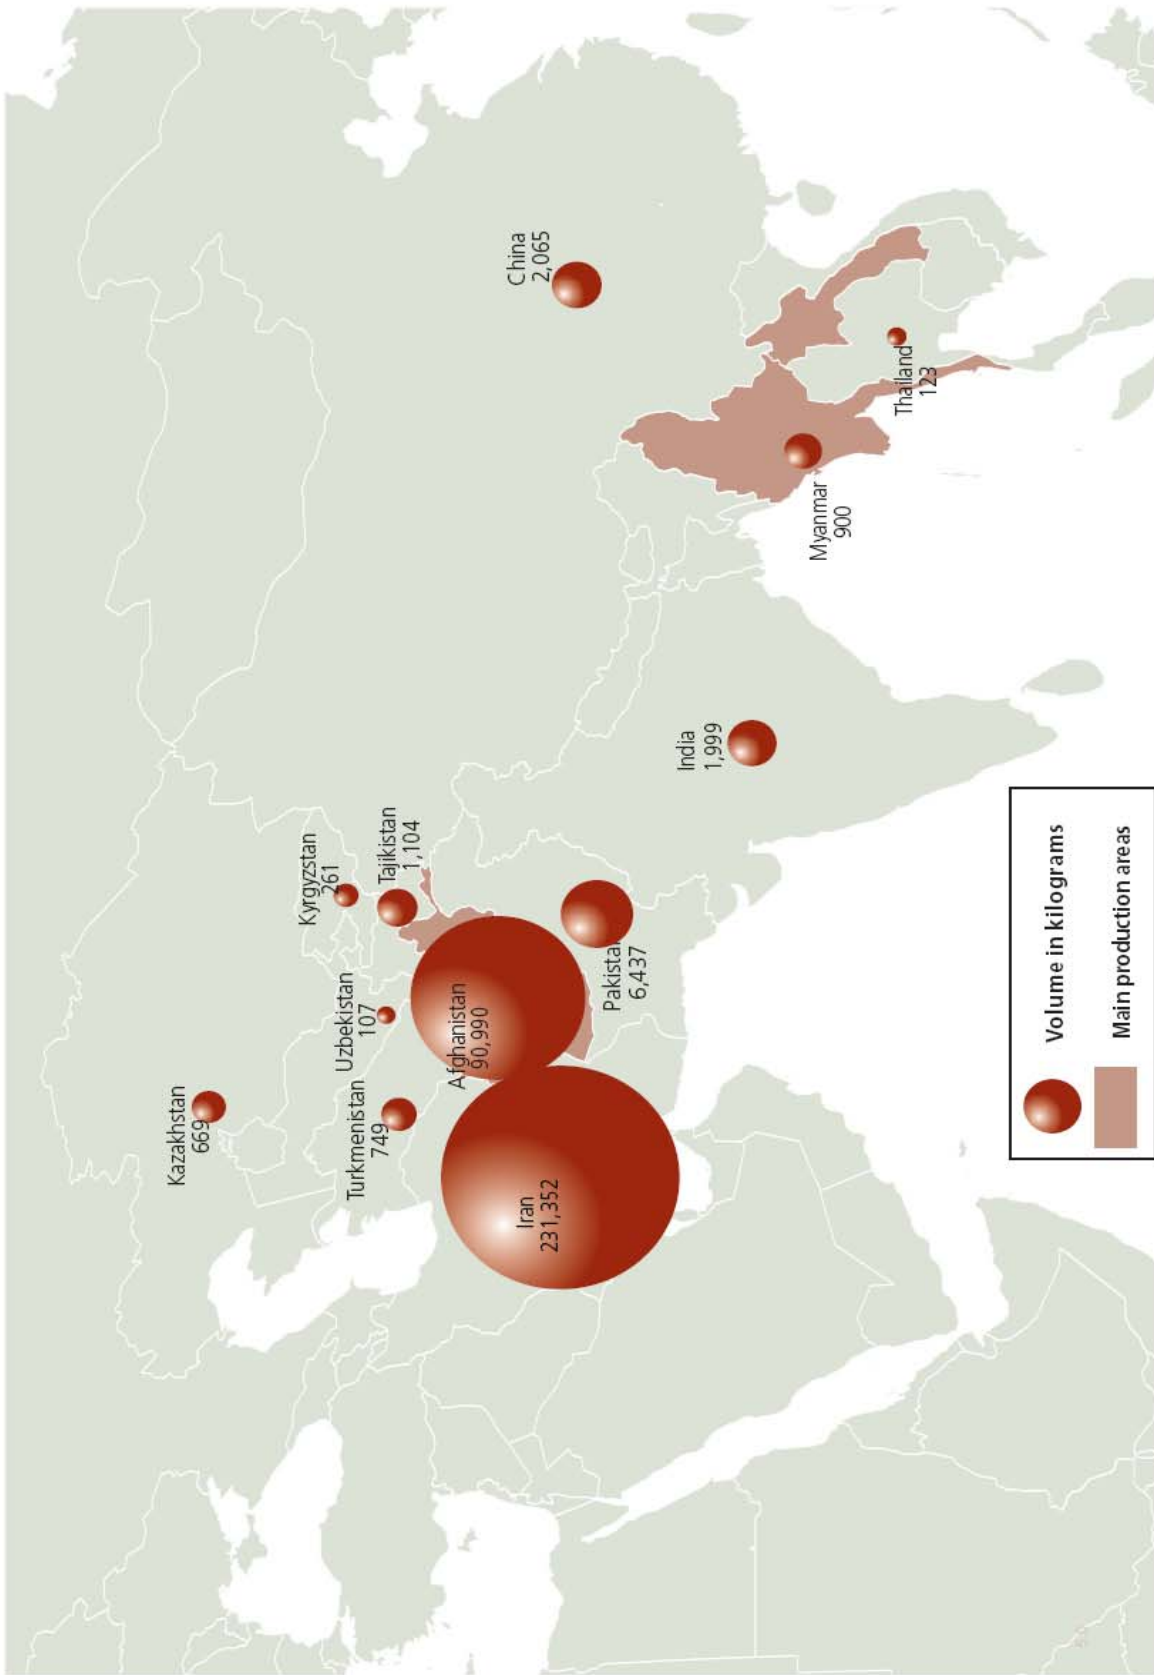 Kazakhstan
669
Kyrgyzstan
261
Uzbekistan
107
Tajikistan
1,104
Turkmenistan
749
Afghanistan
90,990
Iran
231,352
Pakistan
6,437
India
1,999
China
2,065
Myanmar
900
Thailand
123
Volume in kilograms
Main production areas